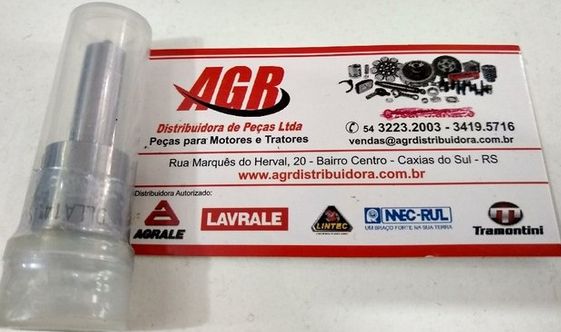 AGR
Distribuidora de Peças Ltda
Peças para Motores e Tratores
54 3223.2003 - 3419.5716
vendas@agrdistribuidora.com.br
Rua Marquês do Herval, 20 - Bairro Centro - Caxias do Sul - RS
www.agrdistribuidora.com.br
Distribuidora Autorizado:
AGRALE
LAVRALE
LINTEC
MEC-RUL
UM BRAÇO FORTE NA SUA TERRA
Tramontini